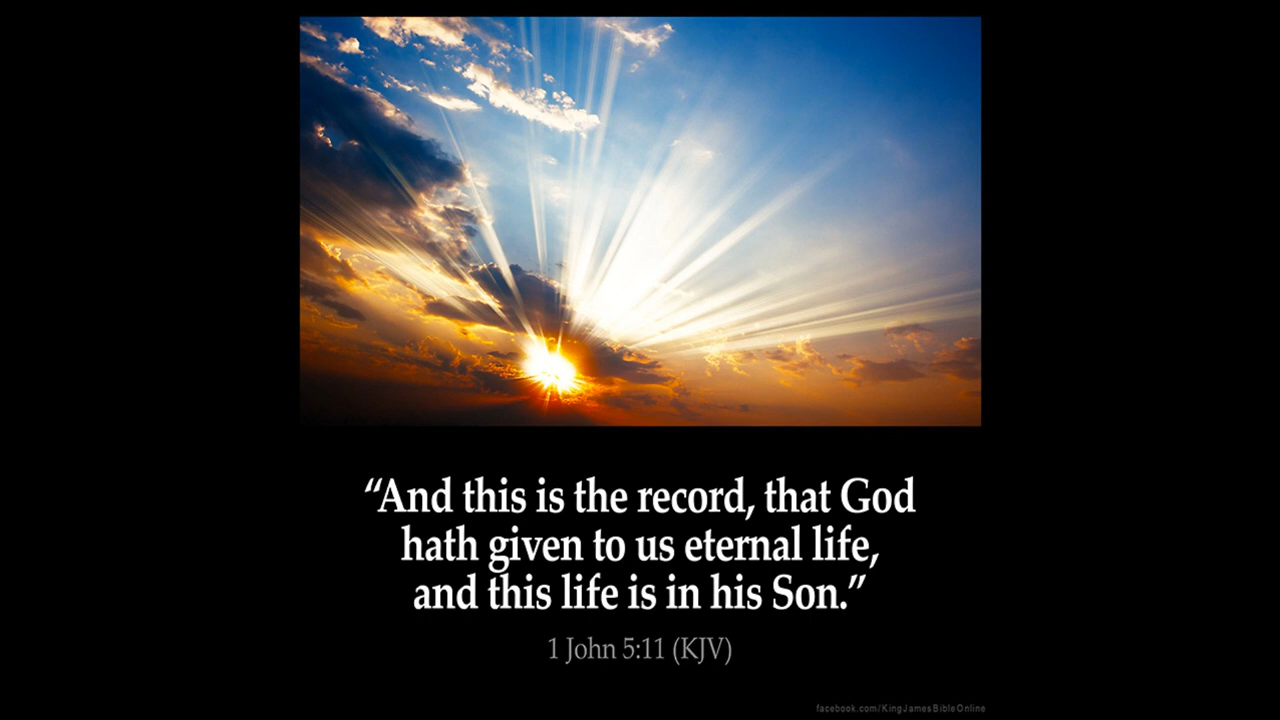 “And this is the record, that God
hath given to us eternal life,
and this life is in his Son.”
1 John 5:11 (KJV)
facebook.com/KingJamesBibleOnline